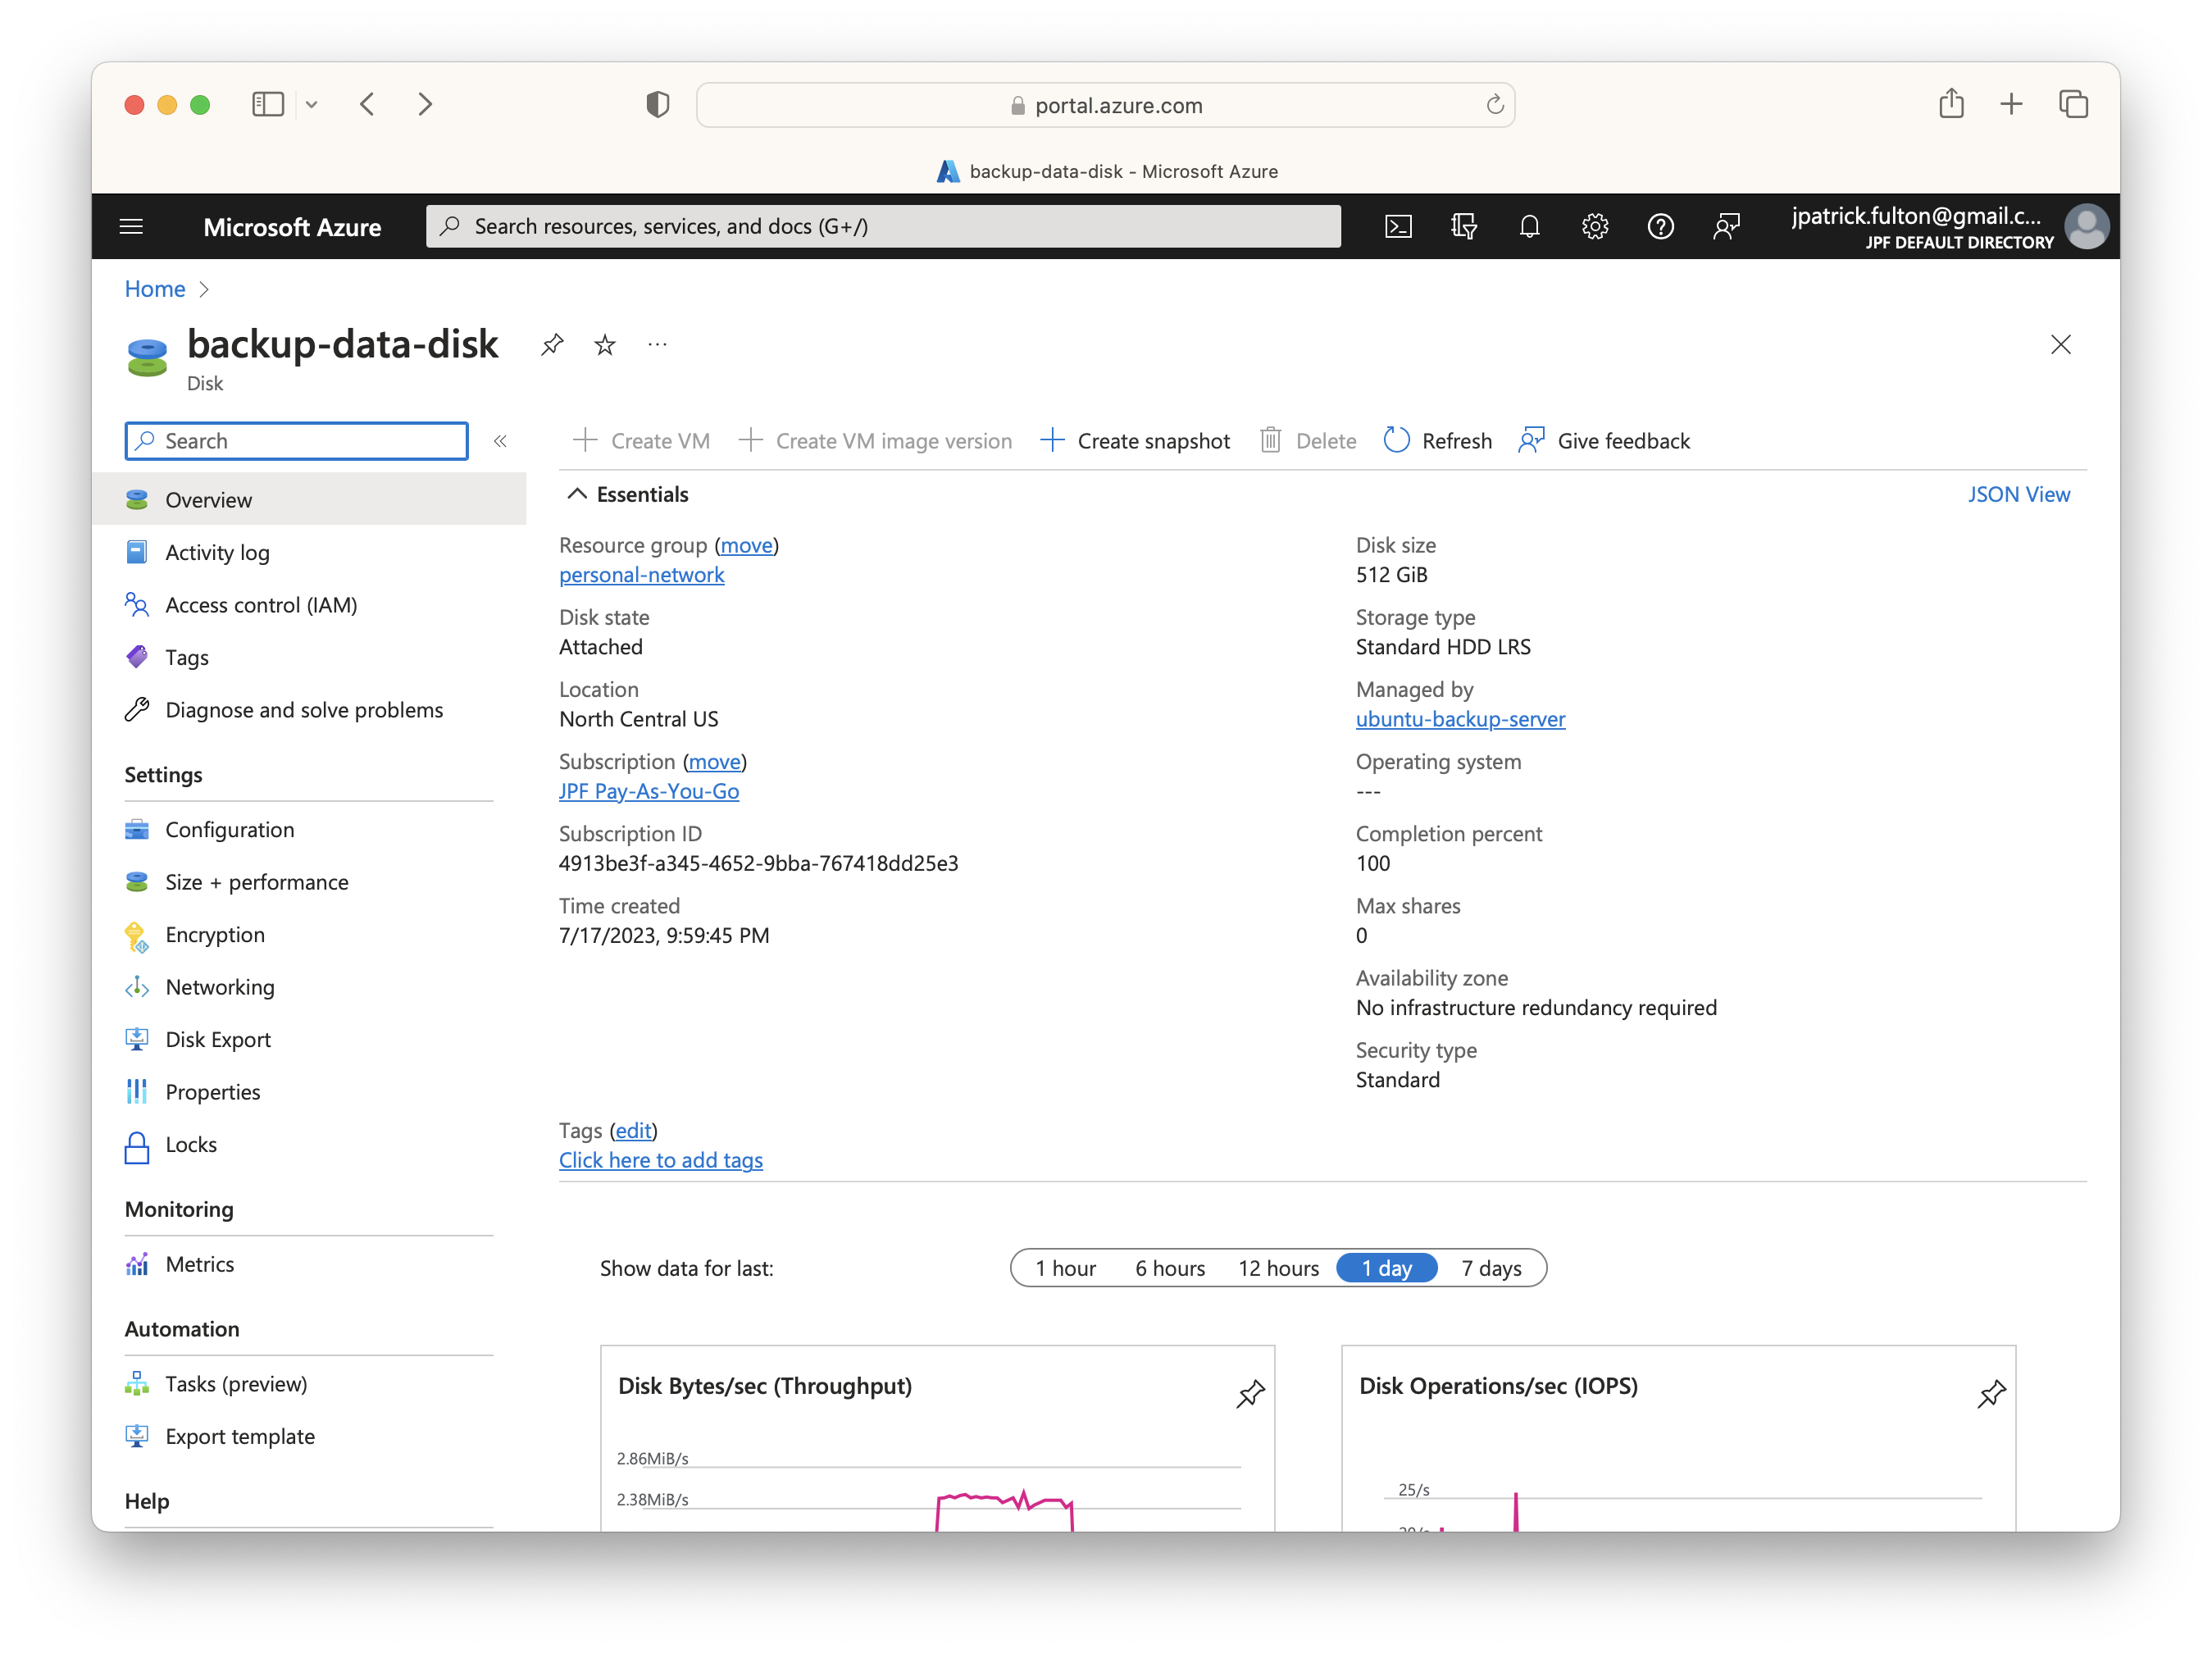 portal.azure.com
backup-data-disk - Microsoft Azure
Microsoft Azure
Search resources, services, and docs (G+/)
jpatrick.fulton@gmail.c...
JPF DEFAULT DIRECTORY
Home
backup-data-disk
Disk
Search
Create VM
Create VM image version
Create snapshot
Delete
Refresh
Give feedback
Overview
Activity log
Access control (IAM)
Tags
Diagnose and solve problems
Settings
Configuration
Size + performance
Encryption
Networking
Disk Export
Properties
Locks
Monitoring
Metrics
Automation
Tasks (preview)
Export template
Help
Essentials
JSON View
Resource group (move)
personal-network
Disk state
Attached
Location
North Central US
Subscription (move)
JPF Pay-As-You-Go
Subscription ID
4913be3f-a345-4652-9bba-767418dd25e3
Time created
7/17/2023, 9:59:45 PM
Disk size
512 GiB
Storage type
Standard HDD LRS
Managed by
ubuntu-backup-server
Operating system
---
Completion percent
100
Max shares
0
Availability zone
No infrastructure redundancy required
Security type
Standard
Tags (edit)
Click here to add tags
Show data for last:
1 hour
6 hours
12 hours
1 day
7 days
Disk Bytes/sec (Throughput)
2.86MiB/s
2.38MiB/s
Disk Operations/sec (IOPS)
25/s